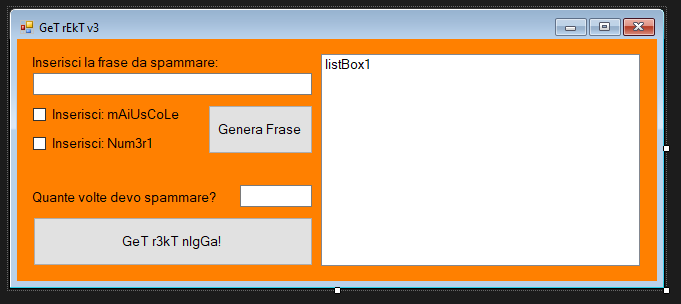 GeT rEkT v3
Inserisci la frase da spammare:
listBox1
Inserisci: mAiUsCoLe
Genera Frase
Inserisci: Num3r1
Quante volte devo spammare?
GeT r3kT nIgGa!